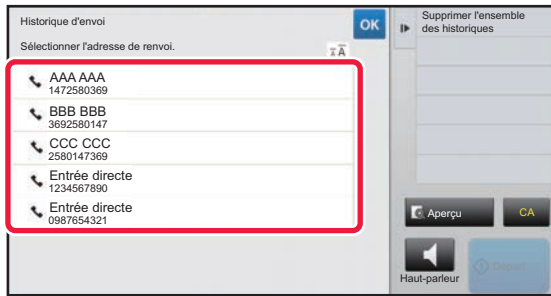 Historique d'envoi
OK
Sélectionner l'adresse de renvoi.
AAA AAA
1472580369
BBB BBB
3692580147
CCC CCC
2580147369
Entrée directe
1234567890
Entrée directe
0987654321
Supprimer l'ensemble
des historiques
Aperçu
CA
Haut-parleur
Départ